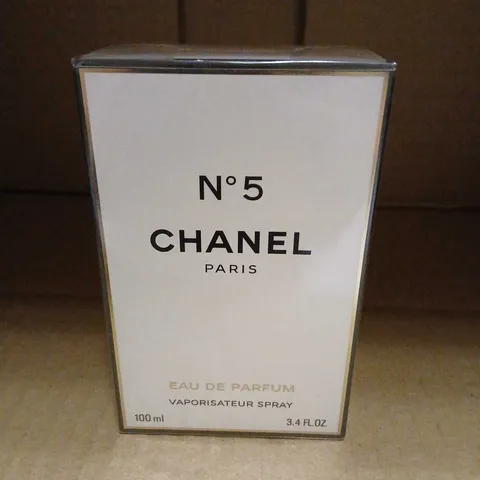 N°5
CHANEL
PARIS
EAU DE PARFUM
VAPORISATEUR SPRAY
100 ml 3.4 FL.OZ.